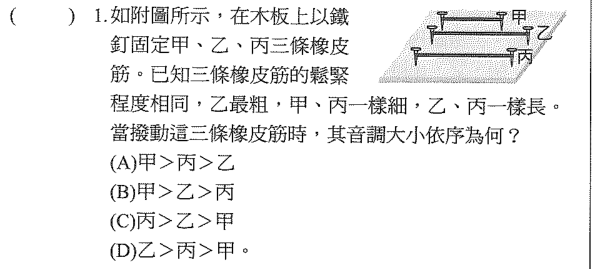 (　　) 1.如附圖所示，在木板上以鐵
釘固定甲、乙、丙三條橡皮
筋。已知三條橡皮筋的鬆緊
程度相同，乙最粗，甲、丙一樣細，乙、丙一樣長。
當撥動這三條橡皮筋時，其音調大小依序為何？
(A)甲＞丙＞乙
(B)甲＞乙＞丙
(C)丙＞乙＞甲
(D)乙＞丙＞甲。
甲
乙
丙